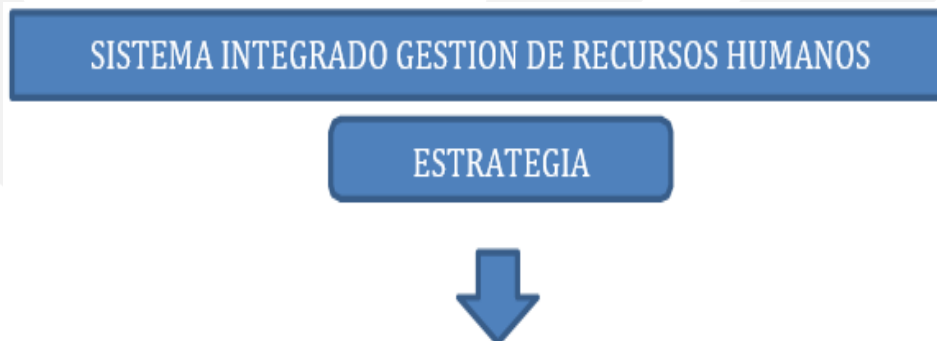 SISTEMA INTEGRADO GESTION DE RECURSOS HUMANOS
ESTRATEGIA